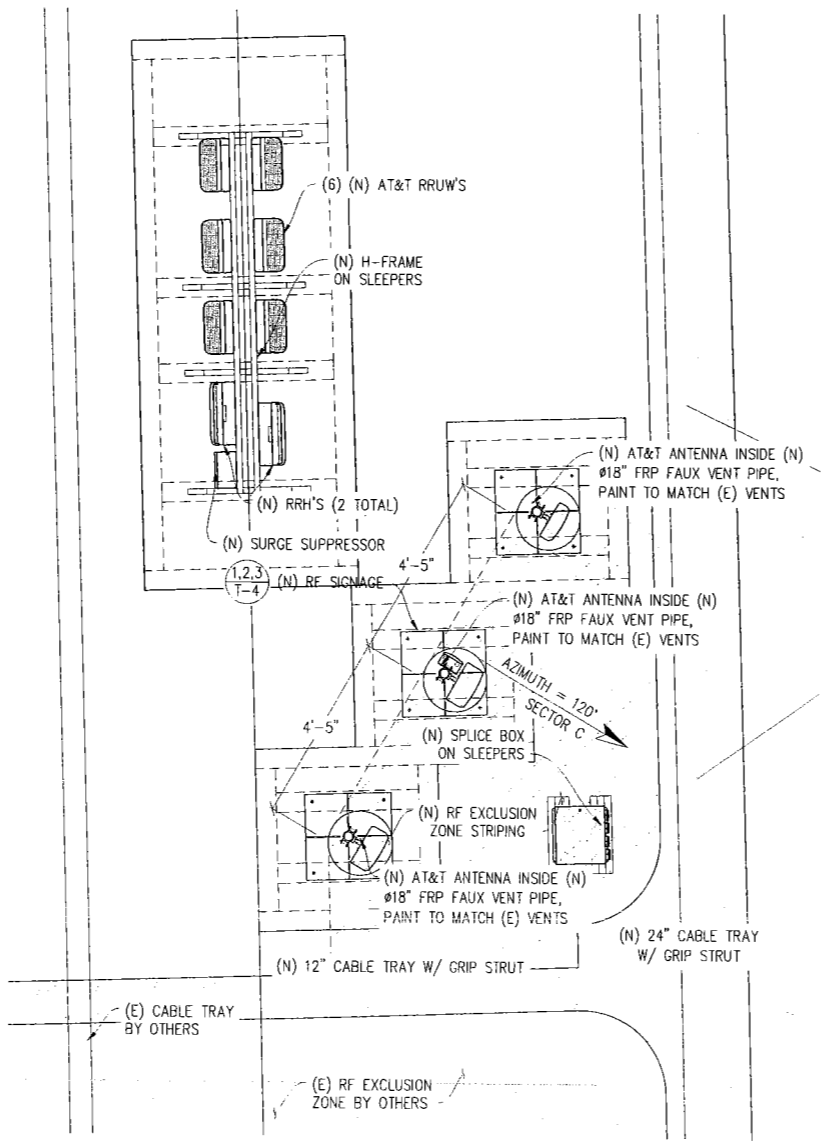 (6) (N) AT&T RRUW'S
(N) H-FRAME
ON SLEEPERS
(N) AT&T ANTENNA INSIDE (N)
ø18" FRP FAUX VENT PIPE,
PAINT TO MATCH (E) VENTS
(N) RRH'S (2 TOTAL)
(N) SURGE SUPPRESSOR
4'-5"
1,2,3
T-4
(N) RF SIGNAGE
(N) AT&T ANTENNA INSIDE (N)
ø18" FRP FAUX VENT PIPE,
PAINT TO MATCH (E) VENTS
AZIMUTH = 120°
SECTOR C
4'-5"
(N) SPLICE BOX
ON SLEEPERS
(N) RF EXCLUSION
ZONE STRIPING
(N) AT&T ANTENNA INSIDE (N)
ø18" FRP FAUX VENT PIPE,
PAINT TO MATCH (E) VENTS
(N) 24" CABLE TRAY
W/ GRIP STRUT
(N) 12" CABLE TRAY W/ GRIP STRUT
(E) CABLE TRAY
BY OTHERS
(E) RF EXCLUSION
ZONE BY OTHERS